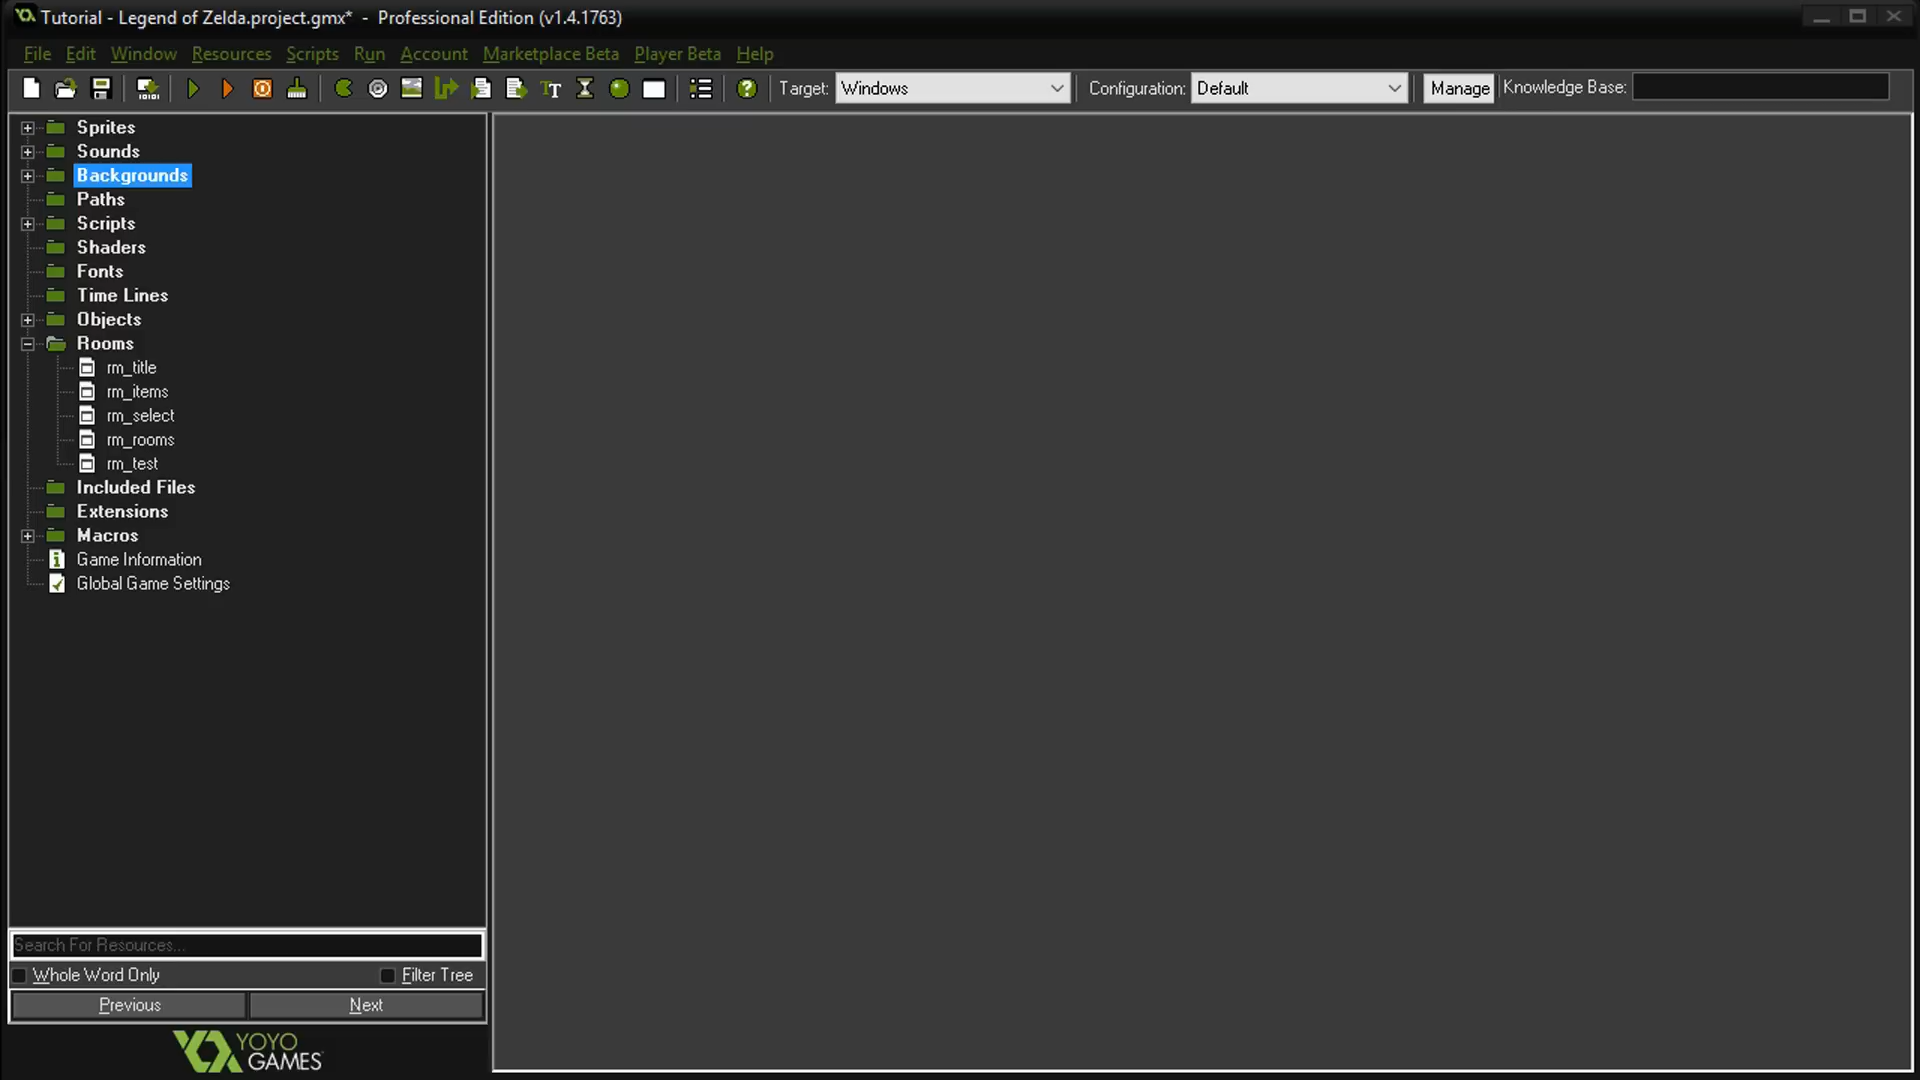 Tutorial - Legend of Zelda.project.gmx* - Professional Edition (v1.4.1763)
File Edit Window Resources Scripts Run Account Marketplace Beta Player Beta Help
Target: Windows Configuration: Default Manage Knowledge Base:
Sprites
Sounds
Backgrounds
Paths
Scripts
Shaders
Fonts
Time Lines
Objects
Rooms
rm_title
rm_items
rm_select
rm_rooms
rm_test
Included Files
Extensions
Macros
Game Information
Global Game Settings
Search For Resources...
Whole Word Only Filter Tree
Previous Next
YOYO
GAMES